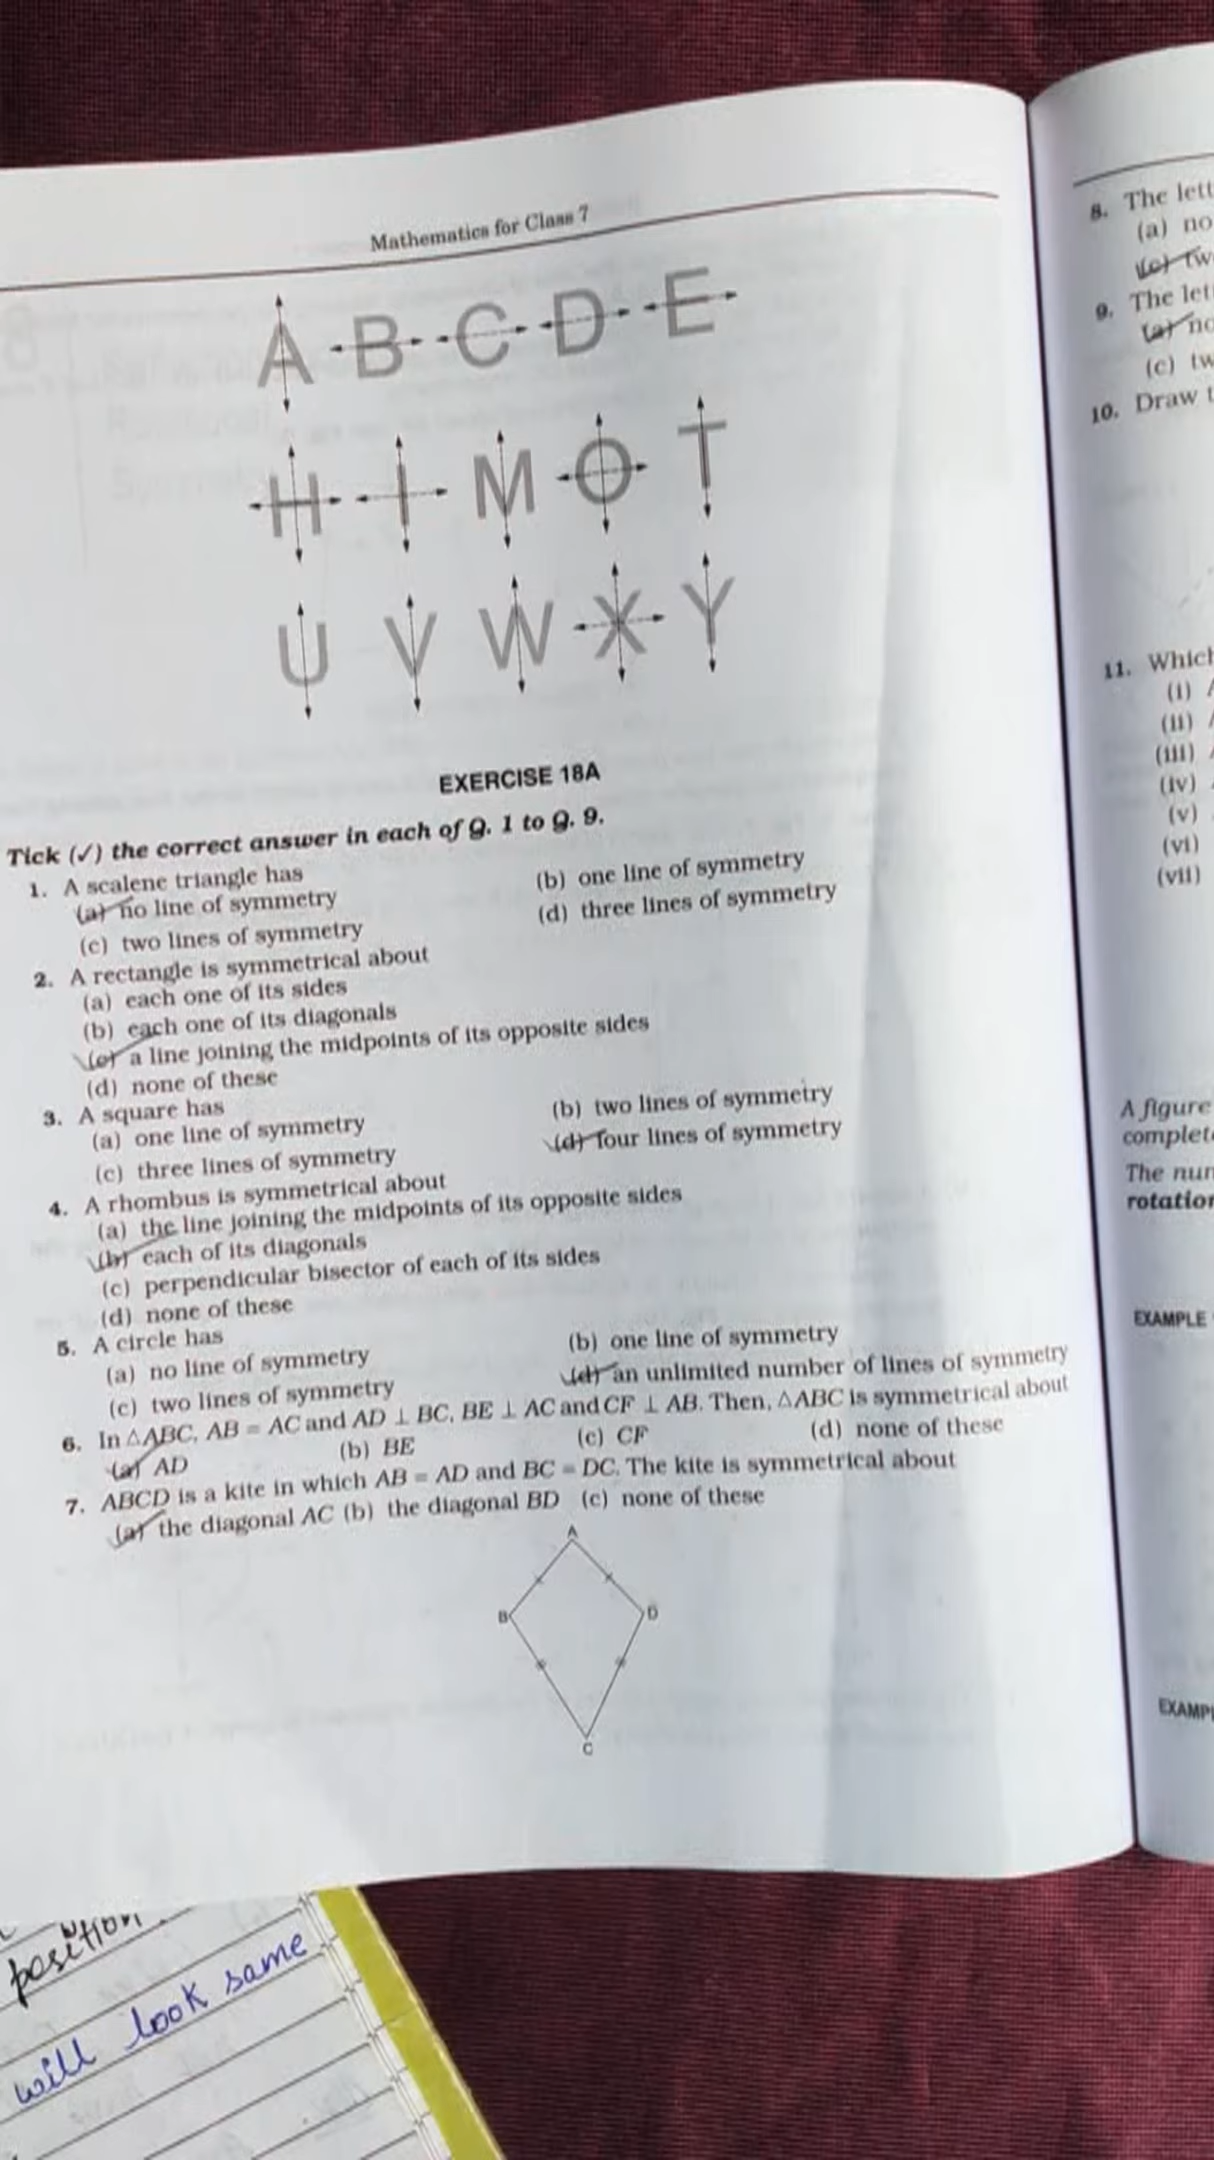 Mathematics for Class 7
A B C D E
H I M O T
U V W X Y
EXERCISE 18A
Tick (✓) the correct answer in each of Q. 1 to Q. 9.
1. A scalene triangle has
(a) no line of symmetry (b) one line of symmetry
(c) two lines of symmetry (d) three lines of symmetry
2. A rectangle is symmetrical about
(a) each one of its sides
(b) each one of its diagonals
(c) a line joining the midpoints of its opposite sides
(d) none of these
3. A square has
(a) one line of symmetry (b) two lines of symmetry
(c) three lines of symmetry (d) four lines of symmetry
4. A rhombus is symmetrical about
(a) the line joining the midpoints of its opposite sides
(b) each of its diagonals
(c) perpendicular bisector of each of its sides
(d) none of these
5. A circle has
(a) no line of symmetry (b) one line of symmetry
(c) two lines of symmetry (d) an unlimited number of lines of symmetry
6. In △ABC, AB = AC and AD ⊥ BC, BE ⊥ AC and CF ⊥ AB. Then, △ABC is symmetrical about
(a) AD (b) BE (c) CF (d) none of these
7. ABCD is a kite in which AB = AD and BC = DC. The kite is symmetrical about
(a) the diagonal AC (b) the diagonal BD (c) none of these
A
B D
C
position
will look same
8. The lett
(a) no
(c) tw
9. The let
(a) no
(c) tw
10. Draw t
11. Which
(i)
(ii)
(iii)
(iv)
(v)
(vi)
(vii)
A figure
complet
The nun
rotation
EXAMPLE
EXAMP